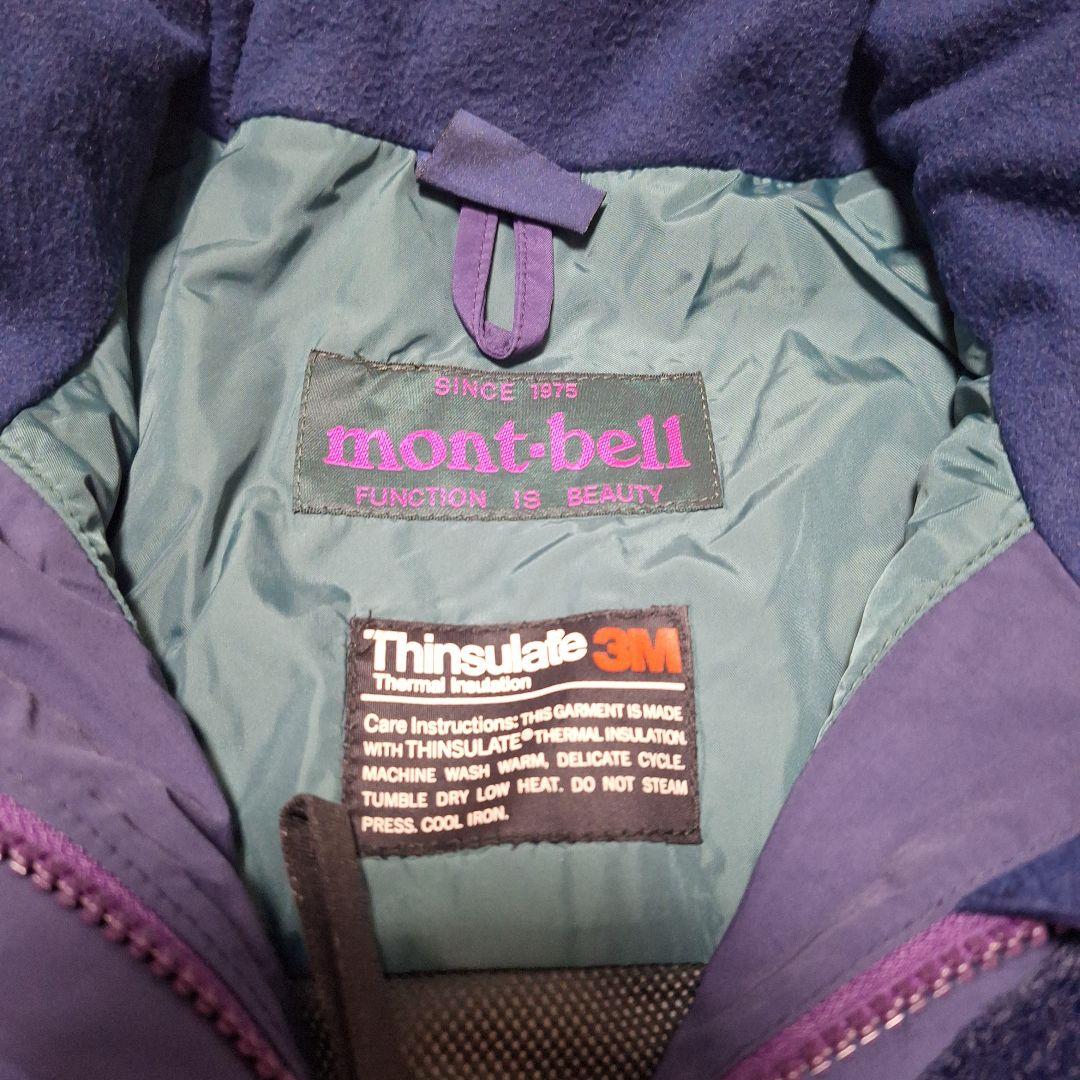 SINCE 1975
mont-bell
FUNCTION IS BEAUTY
Thinsulate 3M
Thermal Insulation
Care Instructions: THIS GARMENT IS MADE
WITH THINSULATE® THERMAL INSULATION.
MACHINE WASH WARM, DELICATE CYCLE.
TUMBLE DRY LOW HEAT. DO NOT STEAM
PRESS. COOL IRON.